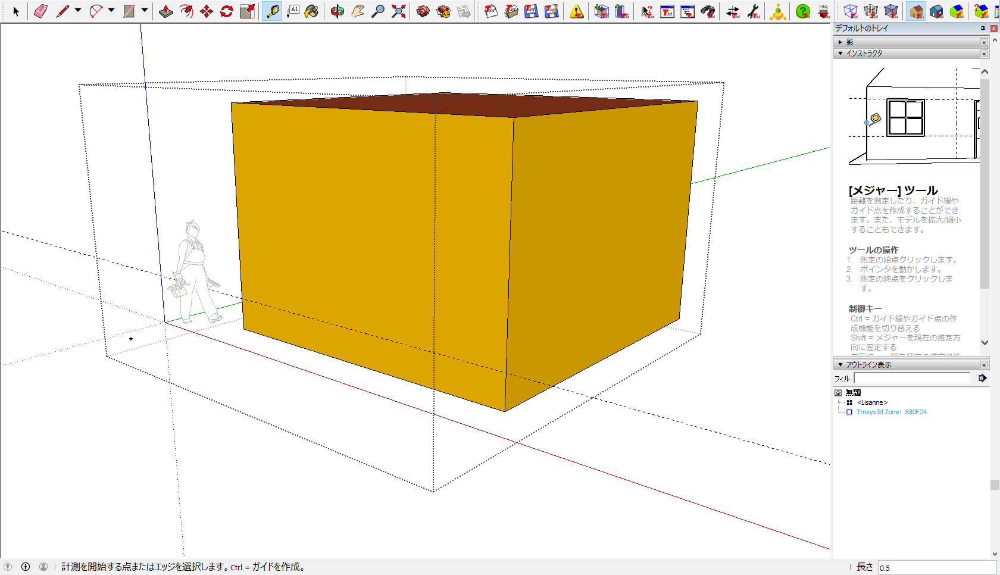 A1
T3d
FAQ
デフォルトのトレイ
影
インストラクタ
[メジャー] ツール
距離を測定したり、ガイド線や
ガイド点を作成することができ
ます。また、モデルを拡大/縮小
することもできます。
ツールの操作
1. 測定の始点クリックします。
2. ポインタを動かします。
3. 測定の終点をクリックしま
す。
制御キー
Ctrl = ガイド線やガイド点の作
成機能を切り替える
Shift = メジャーを現在の推定方
向に固定する
アウトライン表示
フィル
無題
<Lisanne>
Trnsys3d Zone: 880E24
計測を開始する点またはエッジを選択します。Ctrl = ガイドを作成。
長さ 0.5